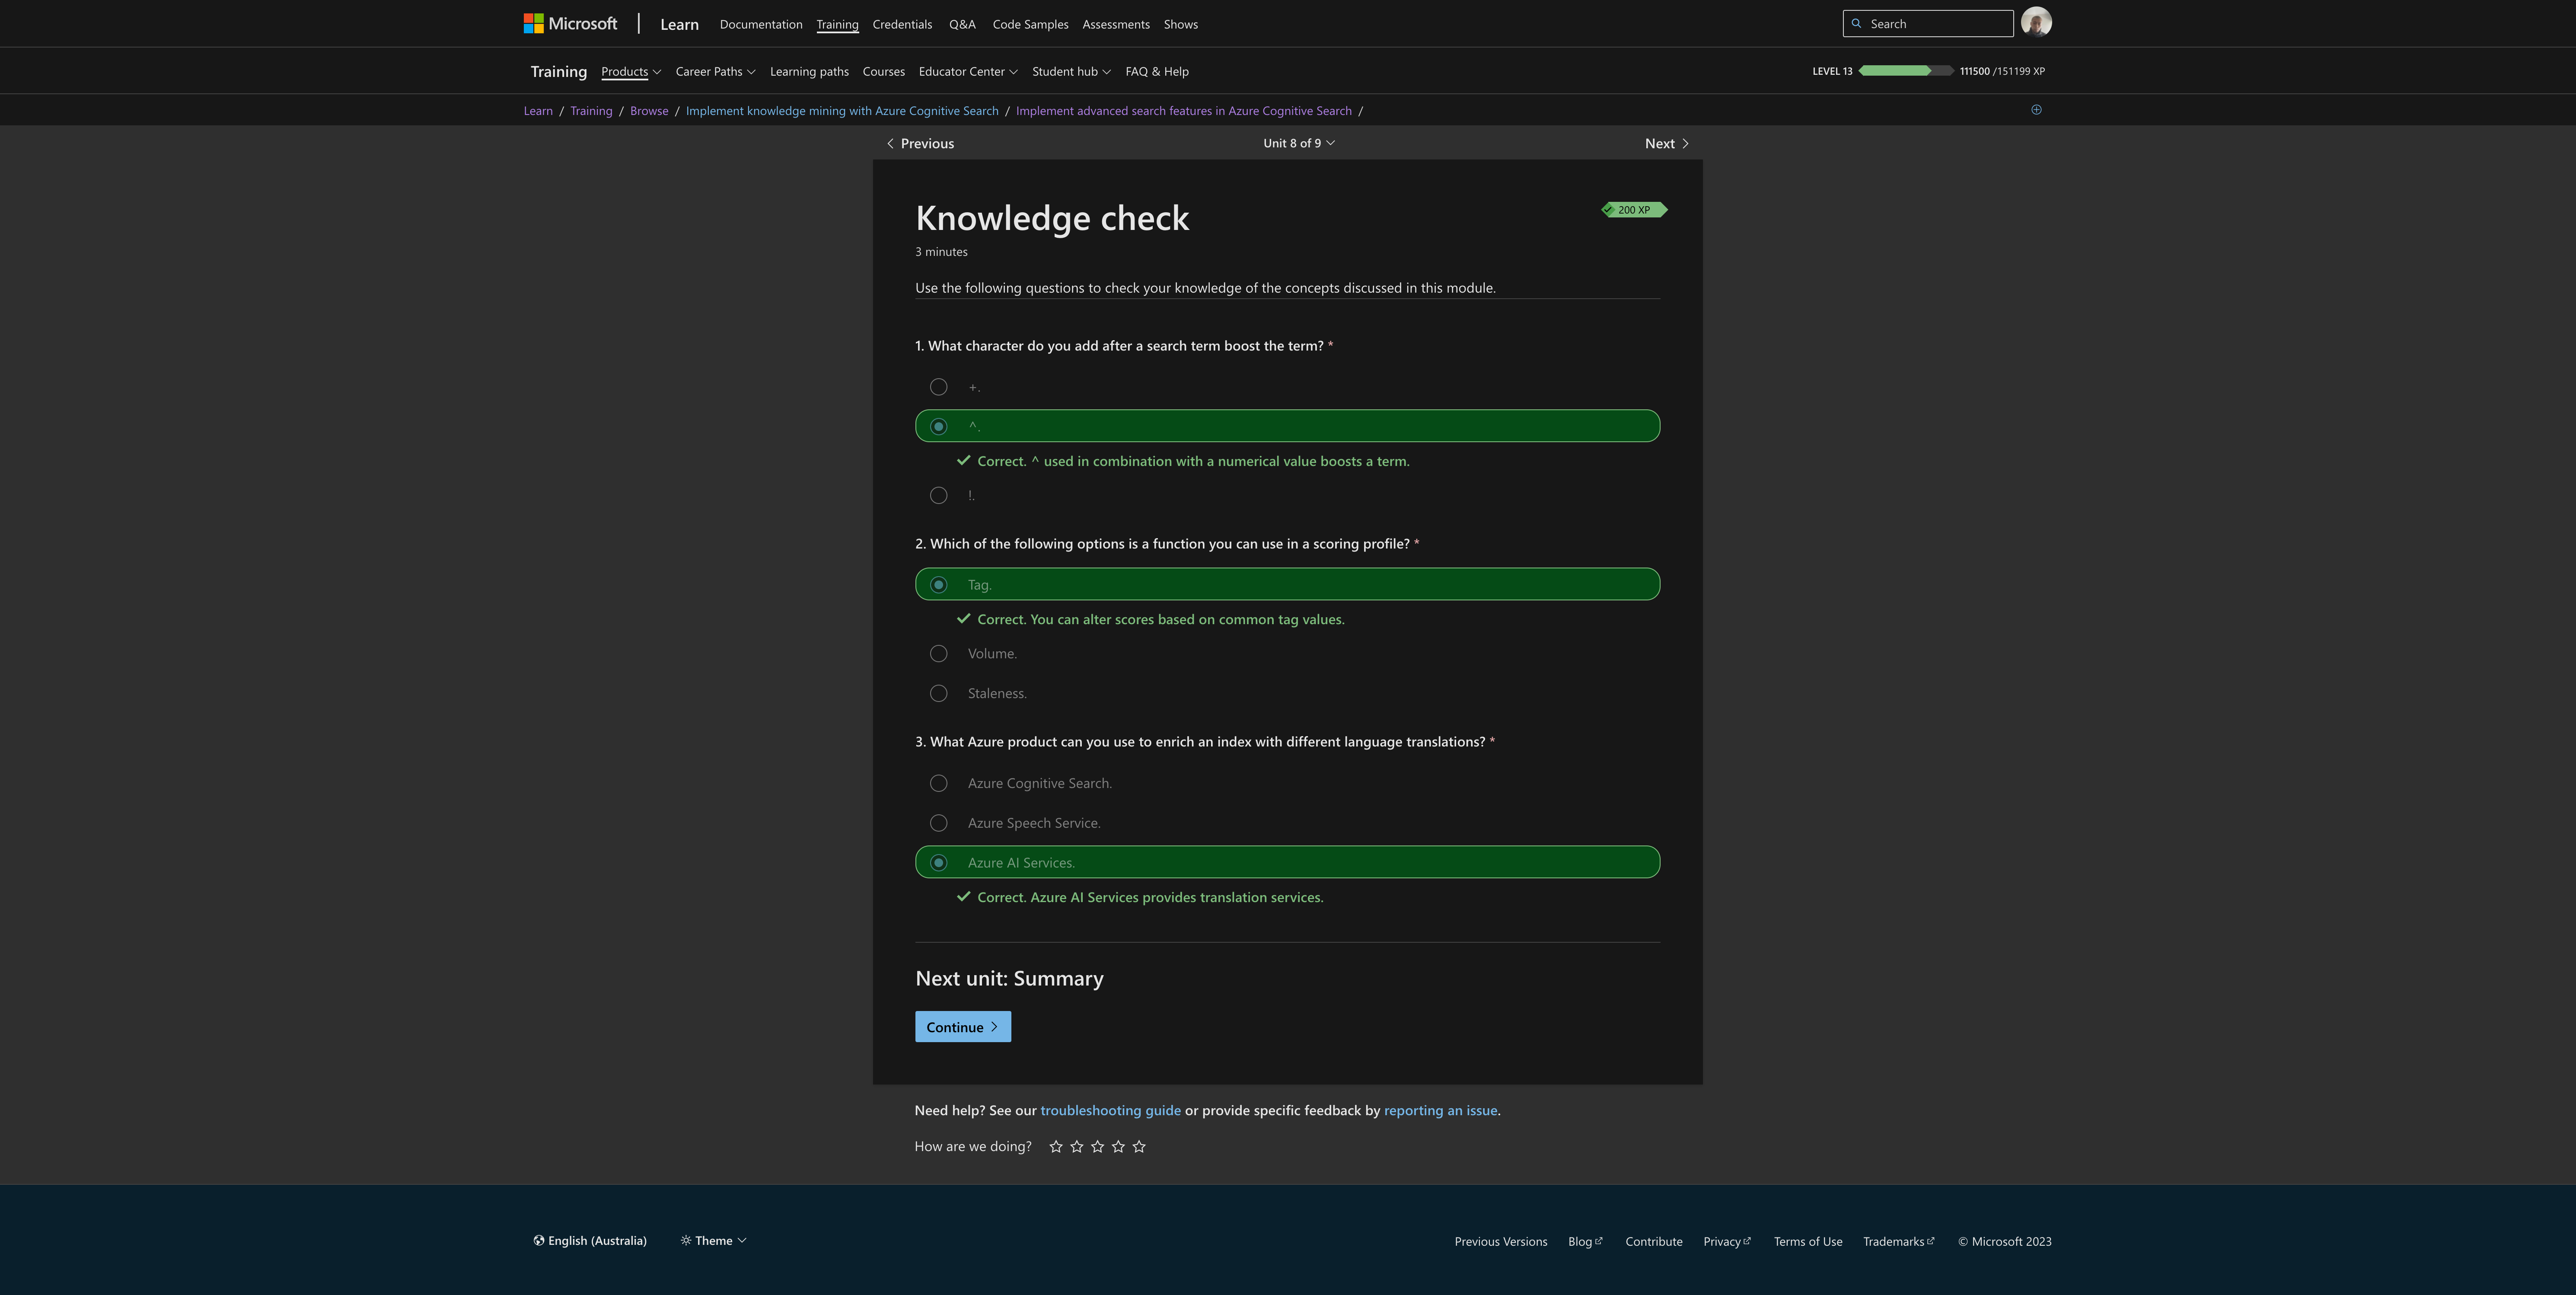 Microsoft | Learn Documentation Training Credentials Q&A Code Samples Assessments Shows Search
Training Products Career Paths Learning paths Courses Educator Center Student hub FAQ & Help LEVEL 13 111500 /151199 XP
Learn / Training / Browse / Implement knowledge mining with Azure Cognitive Search / Implement advanced search features in Azure Cognitive Search /
Previous Unit 8 of 9 Next
Knowledge check
200 XP
3 minutes
Use the following questions to check your knowledge of the concepts discussed in this module.
1. What character do you add after a search term boost the term? *
+.
^.
Correct. ^ used in combination with a numerical value boosts a term.
!.
2. Which of the following options is a function you can use in a scoring profile? *
Tag.
Correct. You can alter scores based on common tag values.
Volume.
Staleness.
3. What Azure product can you use to enrich an index with different language translations? *
Azure Cognitive Search.
Azure Speech Service.
Azure AI Services.
Correct. Azure AI Services provides translation services.
Next unit: Summary
Continue
Need help? See our troubleshooting guide or provide specific feedback by reporting an issue.
How are we doing?
English (Australia) Theme Previous Versions Blog Contribute Privacy Terms of Use Trademarks © Microsoft 2023